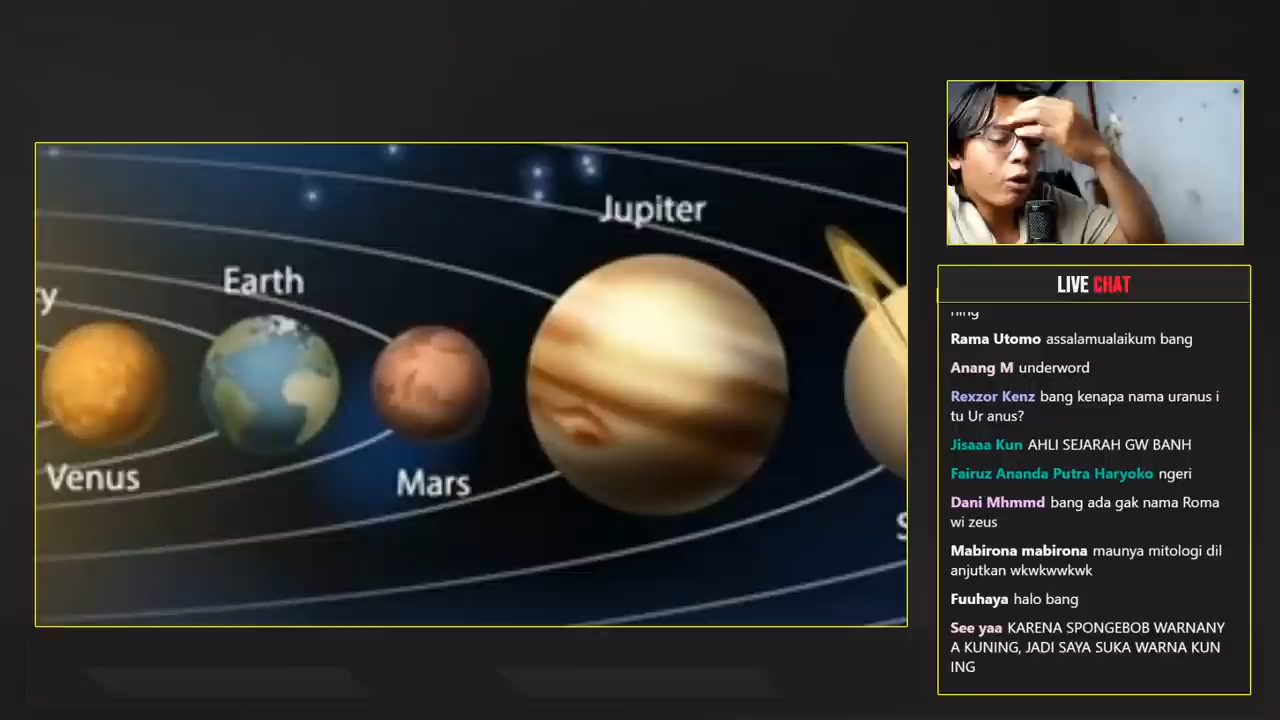 Jupiter
Earth
y
Venus
Mars
S
LIVE CHAT
ning
Rama Utomo assalamualaikum bang
Anang M underword
Rexzor Kenz bang kenapa nama uranus i
tu Ur anus?
Jisaaa Kun AHLI SEJARAH GW BANH
Fairuz Ananda Putra Haryoko ngeri
Dani Mhmmd bang ada gak nama Roma
wi zeus
Mabirona mabirona maunya mitologi dil
anjutkan wkwkwwkwk
Fuuhaya halo bang
See yaa KARENA SPONGEBOB WARNANY
A KUNING, JADI SAYA SUKA WARNA KUN
ING